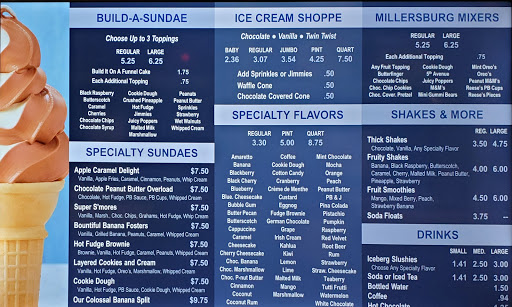 BUILD-A-SUNDAE
Choose Up to 3 Toppings
REGULAR LARGE
5.25 6.25
Build It On A Funnel Cake .75
Each Additional Topping .75
Black Raspberry Cookie Dough Peanuts
Butterscotch Crushed Pineapple Peanut Butter
Caramel Hot Fudge Sprinkles
Cherries Jimmies Strawberry
Chocolate Chips Juicy Poppers Wet Walnuts
Chocolate Syrup Malted Milk Whipped Cream
Marshmallow
SPECIALTY SUNDAES
Apple Caramel Delight $7.50
Vanilla, Apple Fries, Caramel, Cinnamon, Peanuts, Whip Cream
Chocolate Peanut Butter Overload $7.50
Chocolate, Hot Fudge, PB Sauce, PB Cups, Whipped Cream
Super S'mores $7.50
Vanilla, Marsh., Choc. Chips, Grahams, Hot Fudge, Whip Cream
Bountiful Banana Fosters $7.50
Vanilla, Grilled Banana, Peanuts, Caramel, Whipped Cream
Hot Fudge Brownie $7.50
Brownie, Vanilla, Hot Fudge, Caramel, Peanuts, Whipped Cream
Layered Cookies and Cream $7.50
Vanilla, Hot Fudge, Oreo's, Marshmallow, Whipped Cream
Cookie Dough $7.50
Vanilla, Hot Fudge, PB Sauce, Cookie Dough, Whipped Cream
Our Colossal Banana Split $9.75
ICE CREAM SHOPPE
Chocolate • Vanilla • Twin Twist
BABY REGULAR JUMBO PINT QUART
2.36 3.07 3.54 4.25 7.50
Add Sprinkles or Jimmies .50
Waffle Cone .50
Chocolate Covered Cone .50
SPECIALTY FLAVORS
REGULAR PINT QUART
3.30 5.00 8.75
Amaretto Coffee Mint Chocolate
Banana Cookie Dough Mocha
Blackberry Cotton Candy Orange
Black Cherry Cranberry Peach
Blueberry Crème de Menthe Peanut Butter
Blue. Cheesecake Custard PB & J
Bubble Gum Eggnog Pina Colada
Butter Pecan Fudge Brownie Pistachio
Butterscotch German Chocolate Pumpkin
Cappuccino Grape Raspberry
Caramel Irish Cream Red Velvet
Cheesecake Kahlua Root Beer
Cherry Cheesecake Kiwi Rum
Choc. Banana Lemon Strawberry
Choc. Marshmallow Lime Straw. Cheesecake
Choc. P-nut Butter Malted Milk Teaberry
Cinnamon Mango Tutti Frutti
Coconut Maple Watermelon
Coconut Rum Marshmallow White Chocolate
MILLERSBURG MIXERS
REGULAR LARGE
5.25 6.25
Each Additional Topping .75
Any Fruit Topping Cookie Dough Mint Oreo's
Butterfinger 5th Avenue Oreo's
Chocolate Chips Juicy Poppers Peanut M&M's
Choc. Chip Cookies M&M's Reese's PB Cups
Choc. Cover. Pretzel Mini Gummi Bears Reese's Pieces
SHAKES & MORE
REG. LARGE
Thick Shakes 3.50 4.75
Chocolate, Vanilla, Any Specialty Flavor
Fruity Shakes 4.00 6.00
Banana, Black Raspberry, Butterscotch,
Caramel, Cherry, Malted Milk, Peanut Butter,
Pineapple, Strawberry
Fruit Smoothies 4.50 6.00
Mango, Mixed Berry, Peach,
Strawberry Banana
Soda Floats 3.75 —
DRINKS
SMALL MED. LARGE
Iceberg Slushies 1.41 2.50 3.00
Choose Any Specialty Flavor
Soda or Iced Tea 1.41 2.50 3.00
Bottled Water .50
Coffee .94
Hot Chocolate